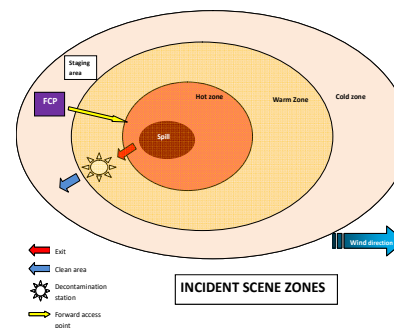 Staging
area
FCP
Hot zone
Warm Zone
Cold zone
Spill
Wind direction
Exit
Clean area
Decontamination
station
Forward access
point
INCIDENT SCENE ZONES